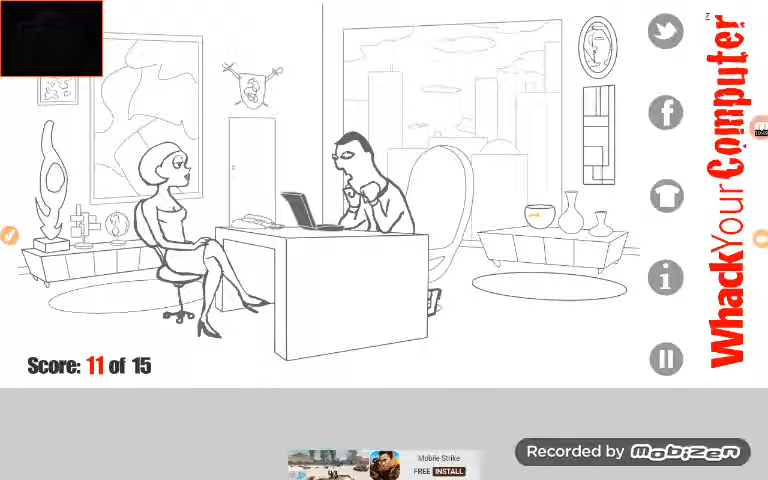 WhackYourComputer
Score: 11 of 15
Mobile Strike
FREE INSTALL
Recorded by MOBIZEN